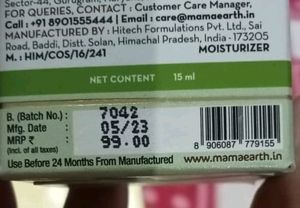 Sector-44, Gurugram, Haryana,
FOR QUERIES, CONTACT : Customer Care Manager,
Call : +91 8901555444 | Email : care@mamaearth.in
MANUFACTURED BY : Hitech Formulations Pvt. Ltd., Sai
Road, Baddi, Distt. Solan, Himachal Pradesh, India - 173205
M. : HIM/COS/16/241
MOISTURIZER
NET CONTENT 15 ml
B. (Batch No.) : 7042
Mfg. Date : 05/23
MRP ₹ : 99.00
(Incl. of all taxes)
Use Before 24 Months From Manufactured
8 906087 779155
www.mamaearth.in